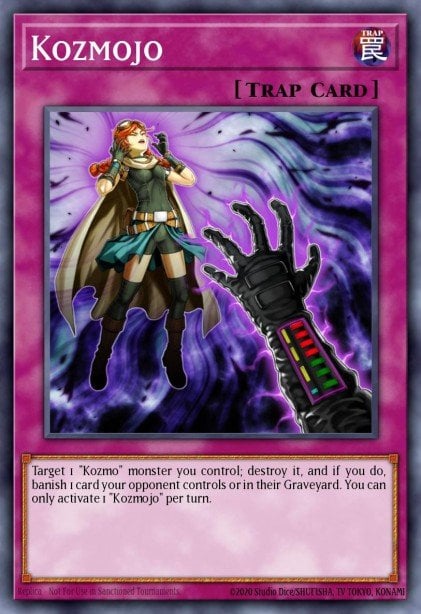 Kozmojo
TRAP
罠
[Trap Card]
Target 1 "Kozmo" monster you control; destroy it, and if you do,
banish 1 card your opponent controls or in their Graveyard. You can
only activate 1 "Kozmojo" per turn.
Replica - Not For Use in Sanctioned Tournaments
©2020 Studio Dice/SHUEISHA, TV TOKYO, KONAMI